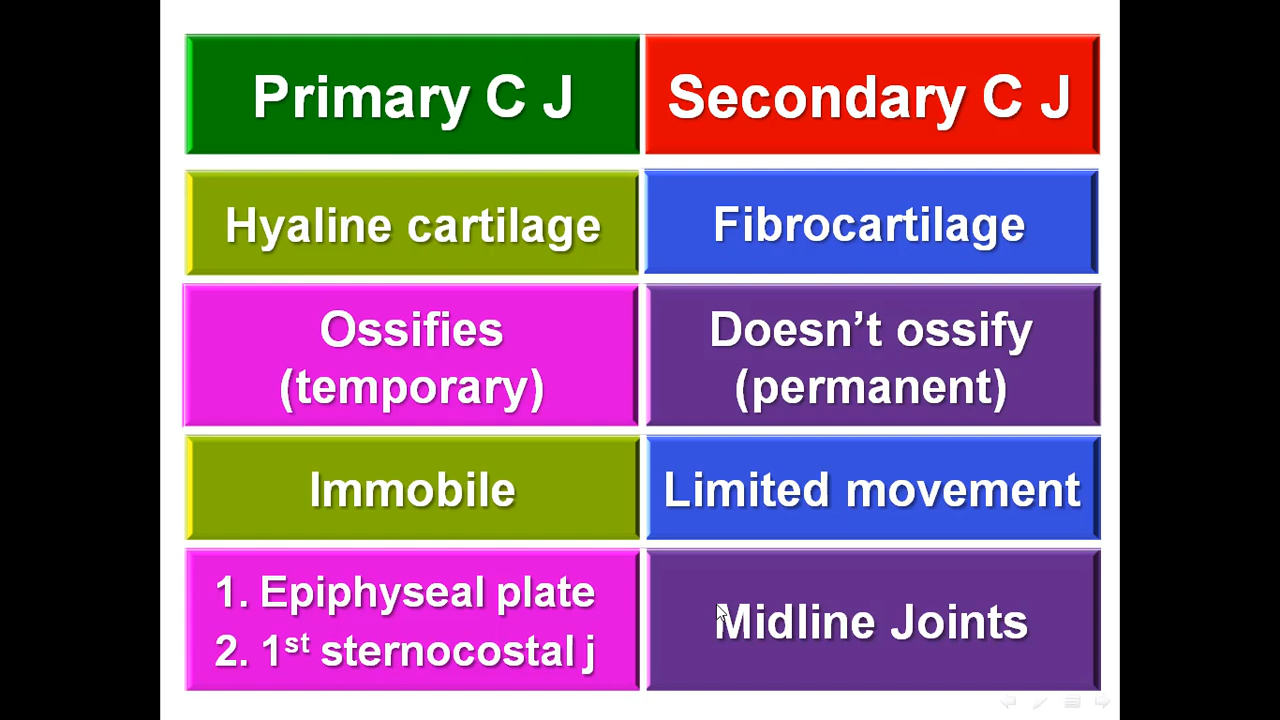 Primary C J
Secondary C J
Hyaline cartilage
Fibrocartilage
Ossifies
(temporary)
Doesn’t ossify
(permanent)
Immobile
Limited movement
1. Epiphyseal plate
2. 1st sternocostal j
Midline Joints